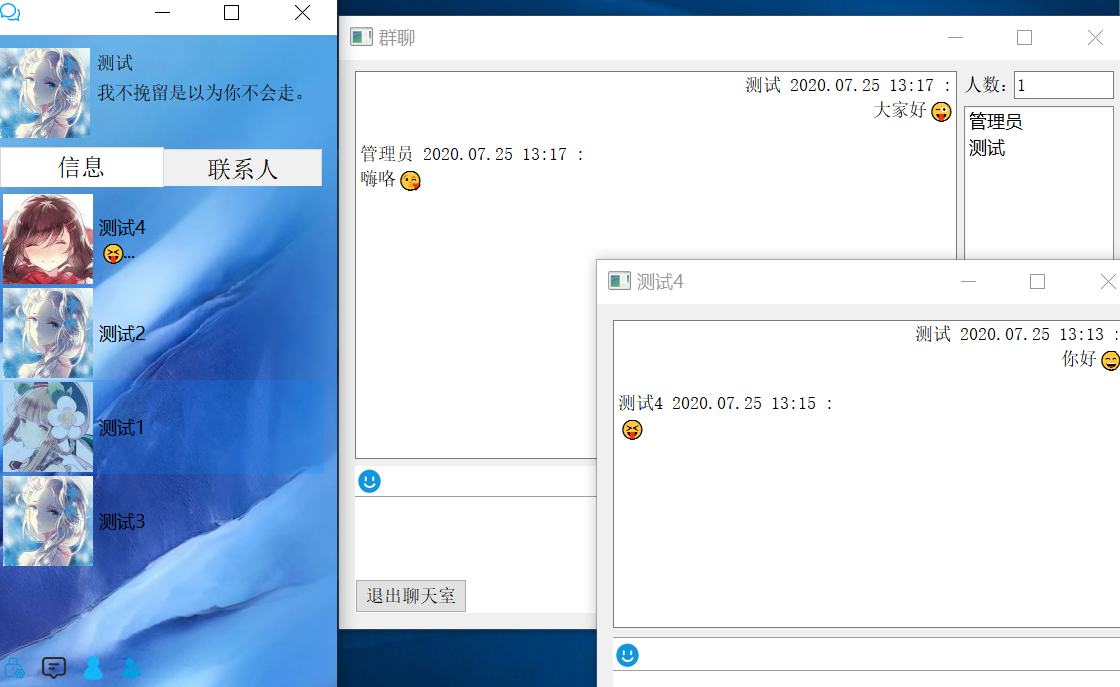 测试
我不挽留是以为你不会走。
信息
联系人
测试4
...
测试2
测试1
测试3
群聊
测试 2020.07.25 13:17 :
大家好
管理员 2020.07.25 13:17 :
嗨咯
人数: 1
管理员
测试
退出聊天室
测试4
测试 2020.07.25 13:13 :
你好
测试4 2020.07.25 13:15 :